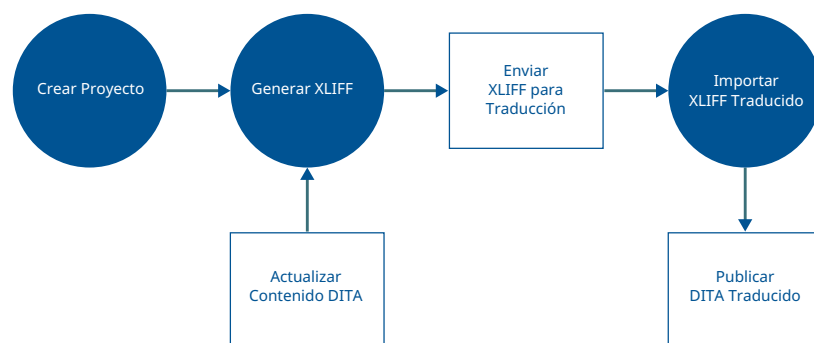 Crear Proyecto
Generar XLIFF
Enviar
XLIFF para
Traducción
Importar
XLIFF Traducido
Actualizar
Contenido DITA
Publicar
DITA Traducido